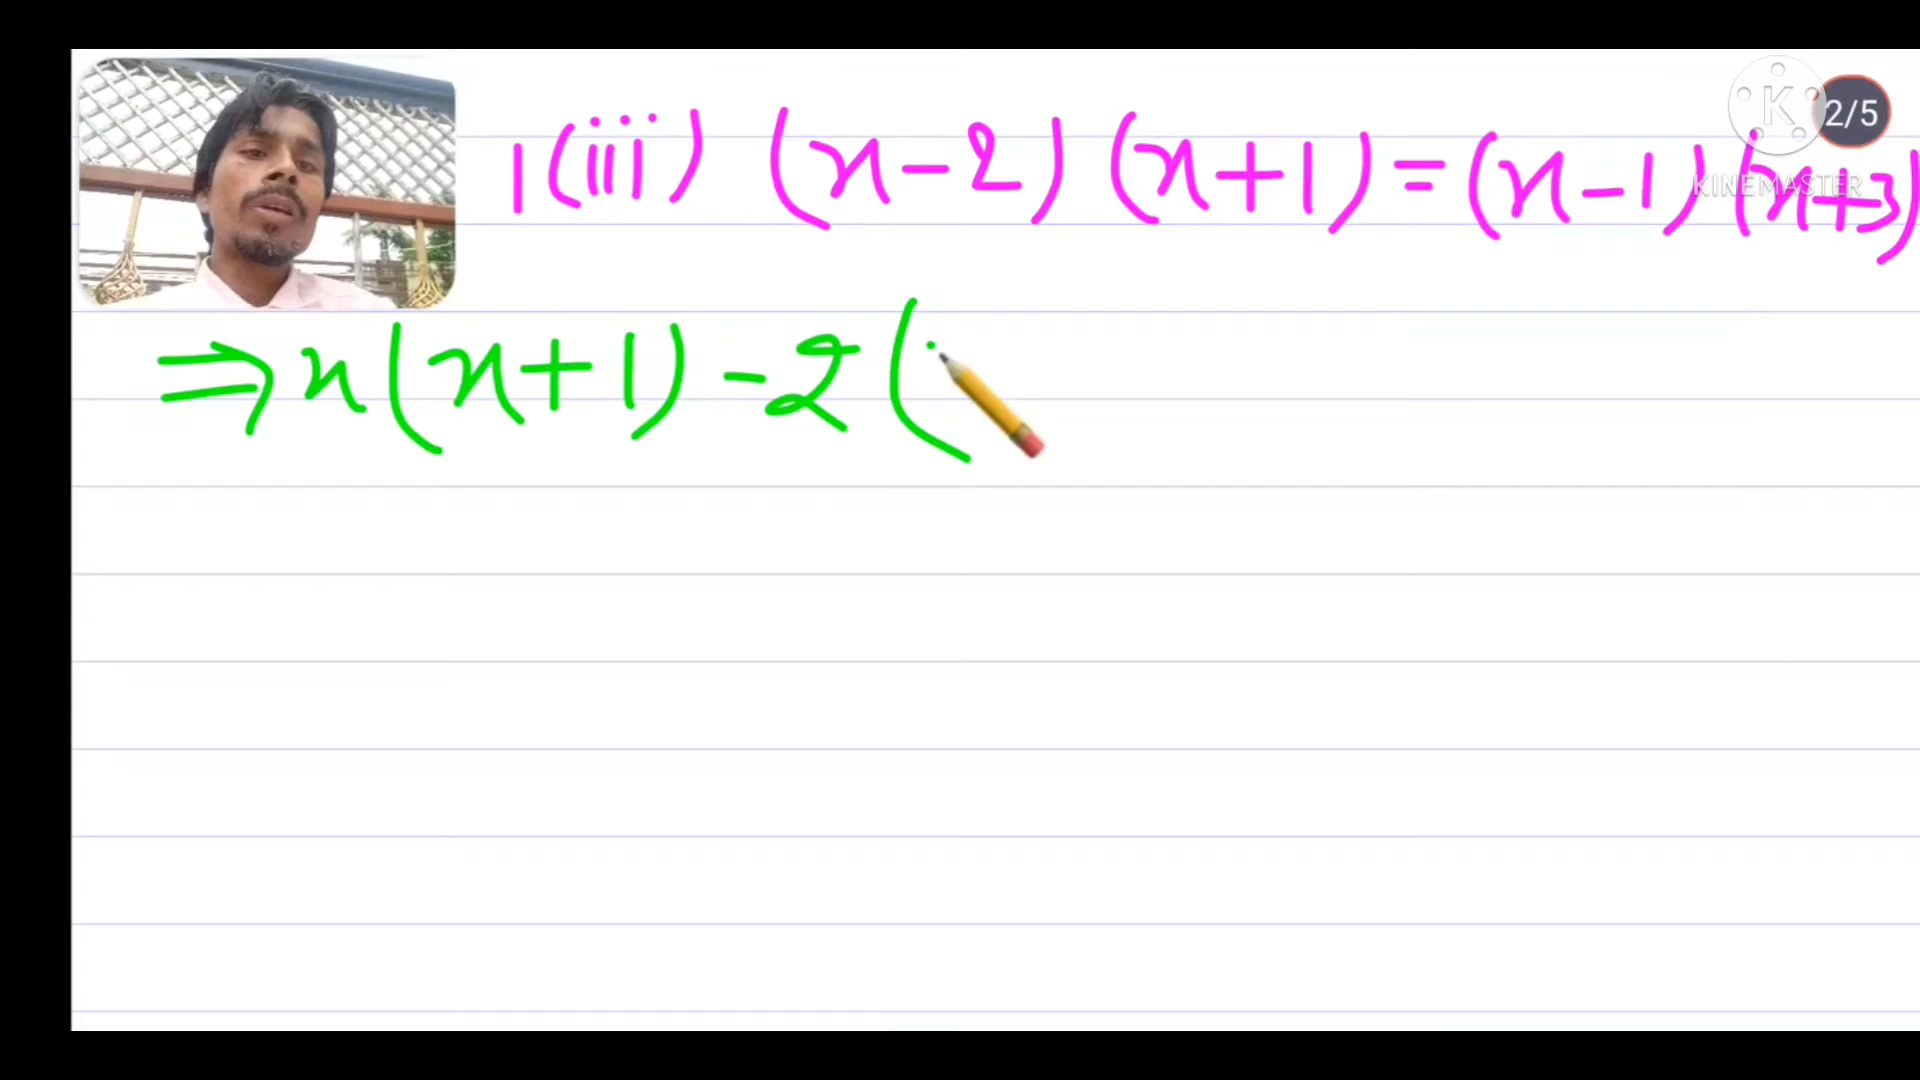 1(iii) (x-2)(x+1)=(x-1)(x+3)
⇒x(x+1)-2(
K
2/5
KINEMASTER